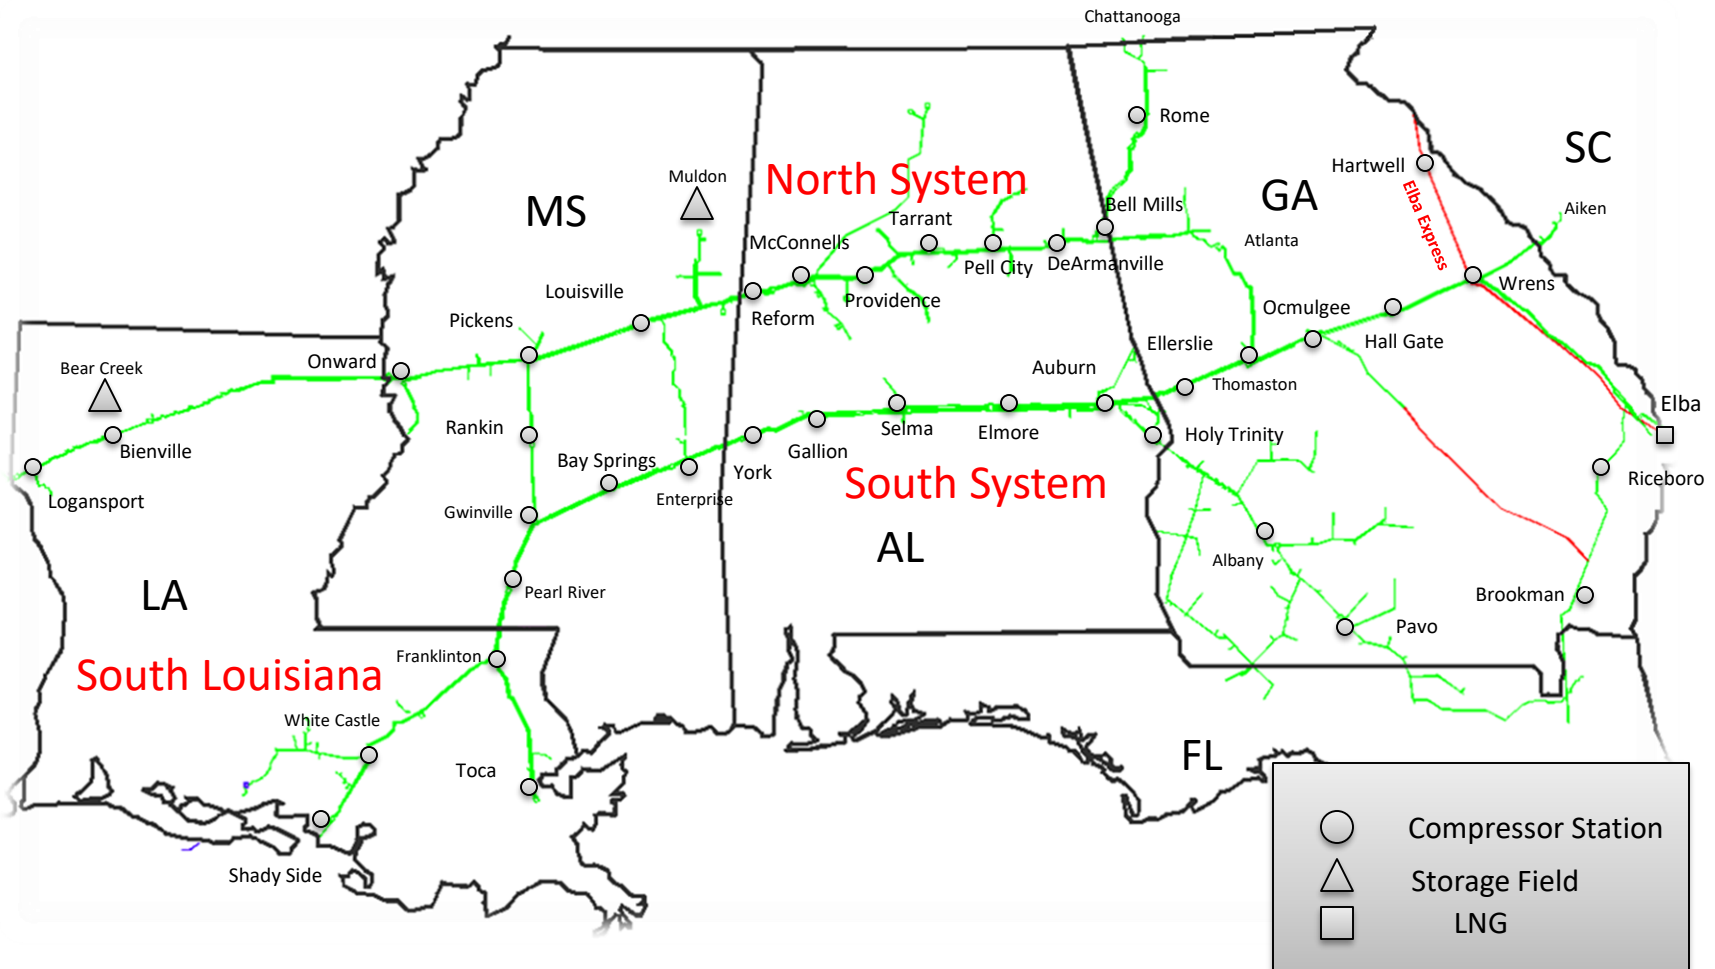 Chattanooga
Rome
SC
Hartwell
MS
Muldon
North System
GA
Elba Express
Aiken
Tarrant
Bell Mills
Atlanta
McConnells
Pell City
DeArmanville
Wrens
Louisville
Providence
Ocmulgee
Pickens
Reform
Hall Gate
Onward
Ellerslie
Bear Creek
Auburn
Thomaston
Elba
Rankin
Selma
Elmore
Holy Trinity
Bienville
Gallion
Bay Springs
York
South System
Riceboro
Logansport
Enterprise
Gwinville
AL
Albany
LA
Pearl River
Brookman
Pavo
Franklinton
South Louisiana
White Castle
Toca
FL
Compressor Station
Shady Side
Storage Field
LNG